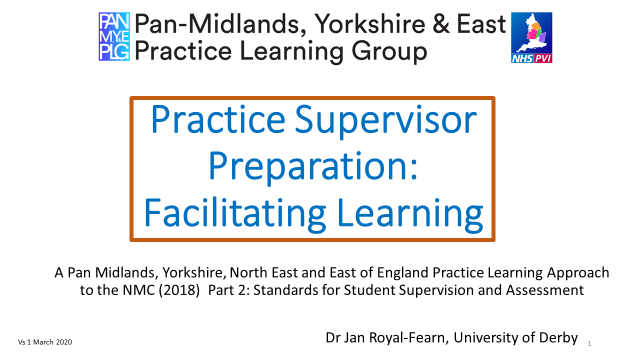 PAN
MY&E
PLG
Pan-Midlands, Yorkshire & East
Practice Learning Group
NHS PVI
Practice Supervisor
Preparation:
Facilitating Learning
A Pan Midlands, Yorkshire, North East and East of England Practice Learning Approach
to the NMC (2018) Part 2: Standards for Student Supervision and Assessment
Dr Jan Royal-Fearn, University of Derby
Vs 1 March 2020
1